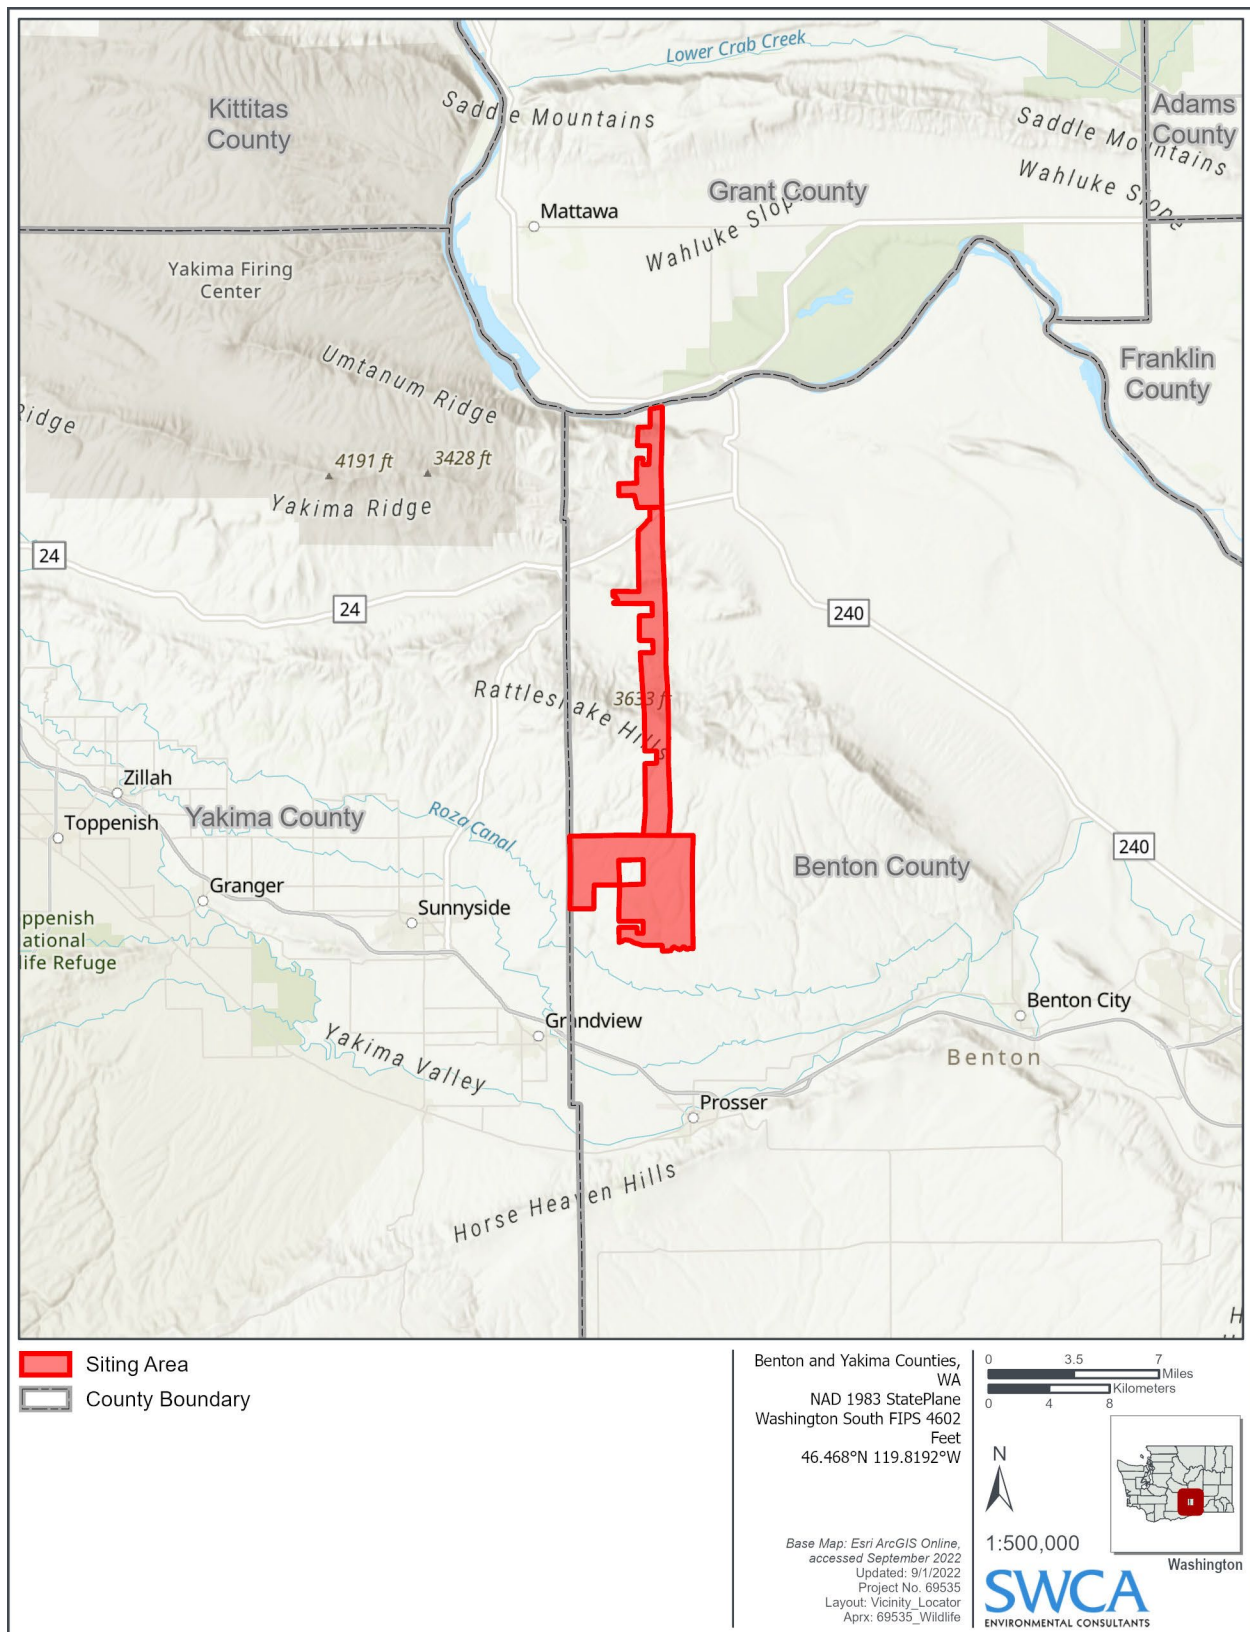 Lower Crab Creek
Kittitas
County
Saddle Mountains
Adams
County
Saddle Mountains
Grant County
Wahluke Slope
Mattawa
Wahluke Slop
Yakima Firing
Center
Umtanum Ridge
Franklin
County
Ridge
4191 ft
3428 ft
Yakima Ridge
24
24
240
Rattlesnake Hills
3633 ft
Zillah
Toppenish
Yakima County
Roza Canal
240
Benton County
Granger
Sunnyside
ppenish
ational
life Refuge
Benton City
Grandview
Yakima Valley
Benton
Prosser
Horse Heaven Hills
H
Siting Area
County Boundary
Benton and Yakima Counties,
WA
NAD 1983 StatePlane
Washington South FIPS 4602
Feet
46.468°N 119.8192°W
Base Map: Esri ArcGIS Online,
accessed September 2022
Updated: 9/1/2022
Project No. 69535
Layout: Vicinity_Locator
Aprx: 69535_Wildlife
0 3.5 7
Miles
Kilometers
0 4 8
N
1:500,000
Washington
SWCA
ENVIRONMENTAL CONSULTANTS